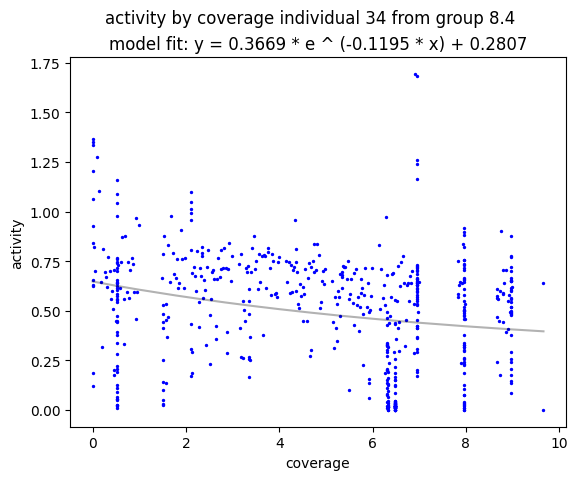 activity by coverage individual 34 from group 8.4
model fit: y = 0.3669 * e ^ (-0.1195 * x) + 0.2807
1.75
1.50
1.25
1.00
0.75
0.50
0.25
0.00
activity
0 2 4 6 8 10
coverage